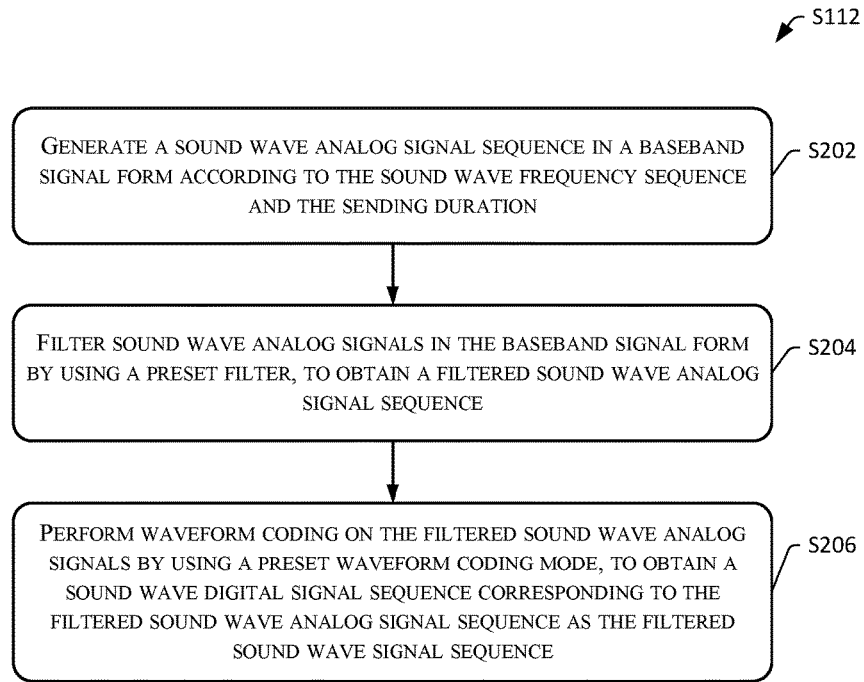 S112
GENERATE A SOUND WAVE ANALOG SIGNAL SEQUENCE IN A BASEBAND
SIGNAL FORM ACCORDING TO THE SOUND WAVE FREQUENCY SEQUENCE
AND THE SENDING DURATION
S202
FILTER SOUND WAVE ANALOG SIGNALS IN THE BASEBAND SIGNAL FORM
BY USING A PRESET FILTER, TO OBTAIN A FILTERED SOUND WAVE ANALOG
SIGNAL SEQUENCE
S204
PERFORM WAVEFORM CODING ON THE FILTERED SOUND WAVE ANALOG
SIGNALS BY USING A PRESET WAVEFORM CODING MODE, TO OBTAIN A
SOUND WAVE DIGITAL SIGNAL SEQUENCE CORRESPONDING TO THE
FILTERED SOUND WAVE ANALOG SIGNAL SEQUENCE AS THE FILTERED
SOUND WAVE SIGNAL SEQUENCE
S206